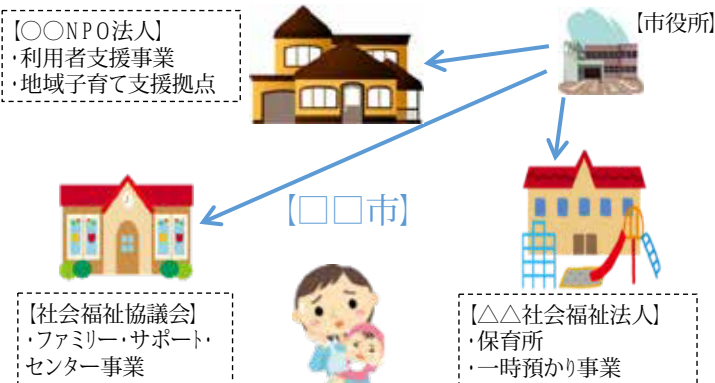 【○○NPO法人】
・利用者支援事業
・地域子育て支援拠点
【市役所】
【□□市】
【社会福祉協議会】
・ファミリー・サポート・
センター事業
【△△社会福祉法人】
・保育所
・一時預かり事業